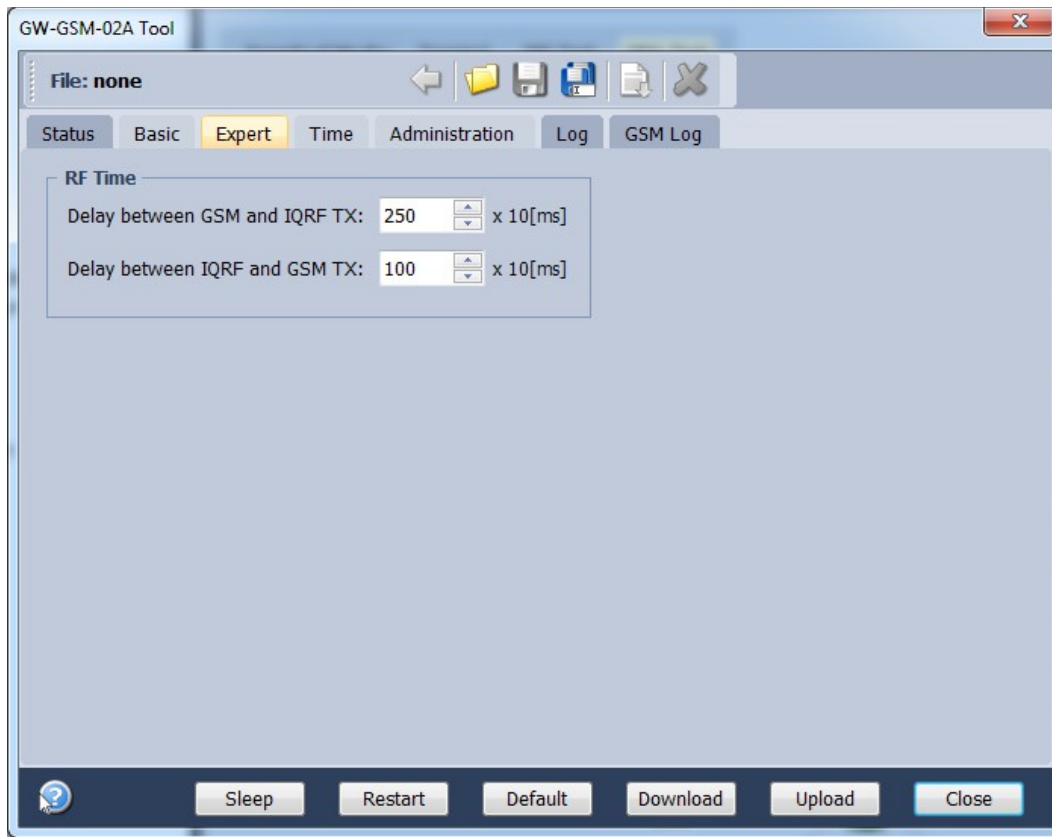 GW-GSM-02A Tool
File: none
Status Basic Expert Time Administration Log GSM Log
RF Time
Delay between GSM and IQRF TX: 250 x 10[ms]
Delay between IQRF and GSM TX: 100 x 10[ms]
Sleep Restart Default Download Upload Close